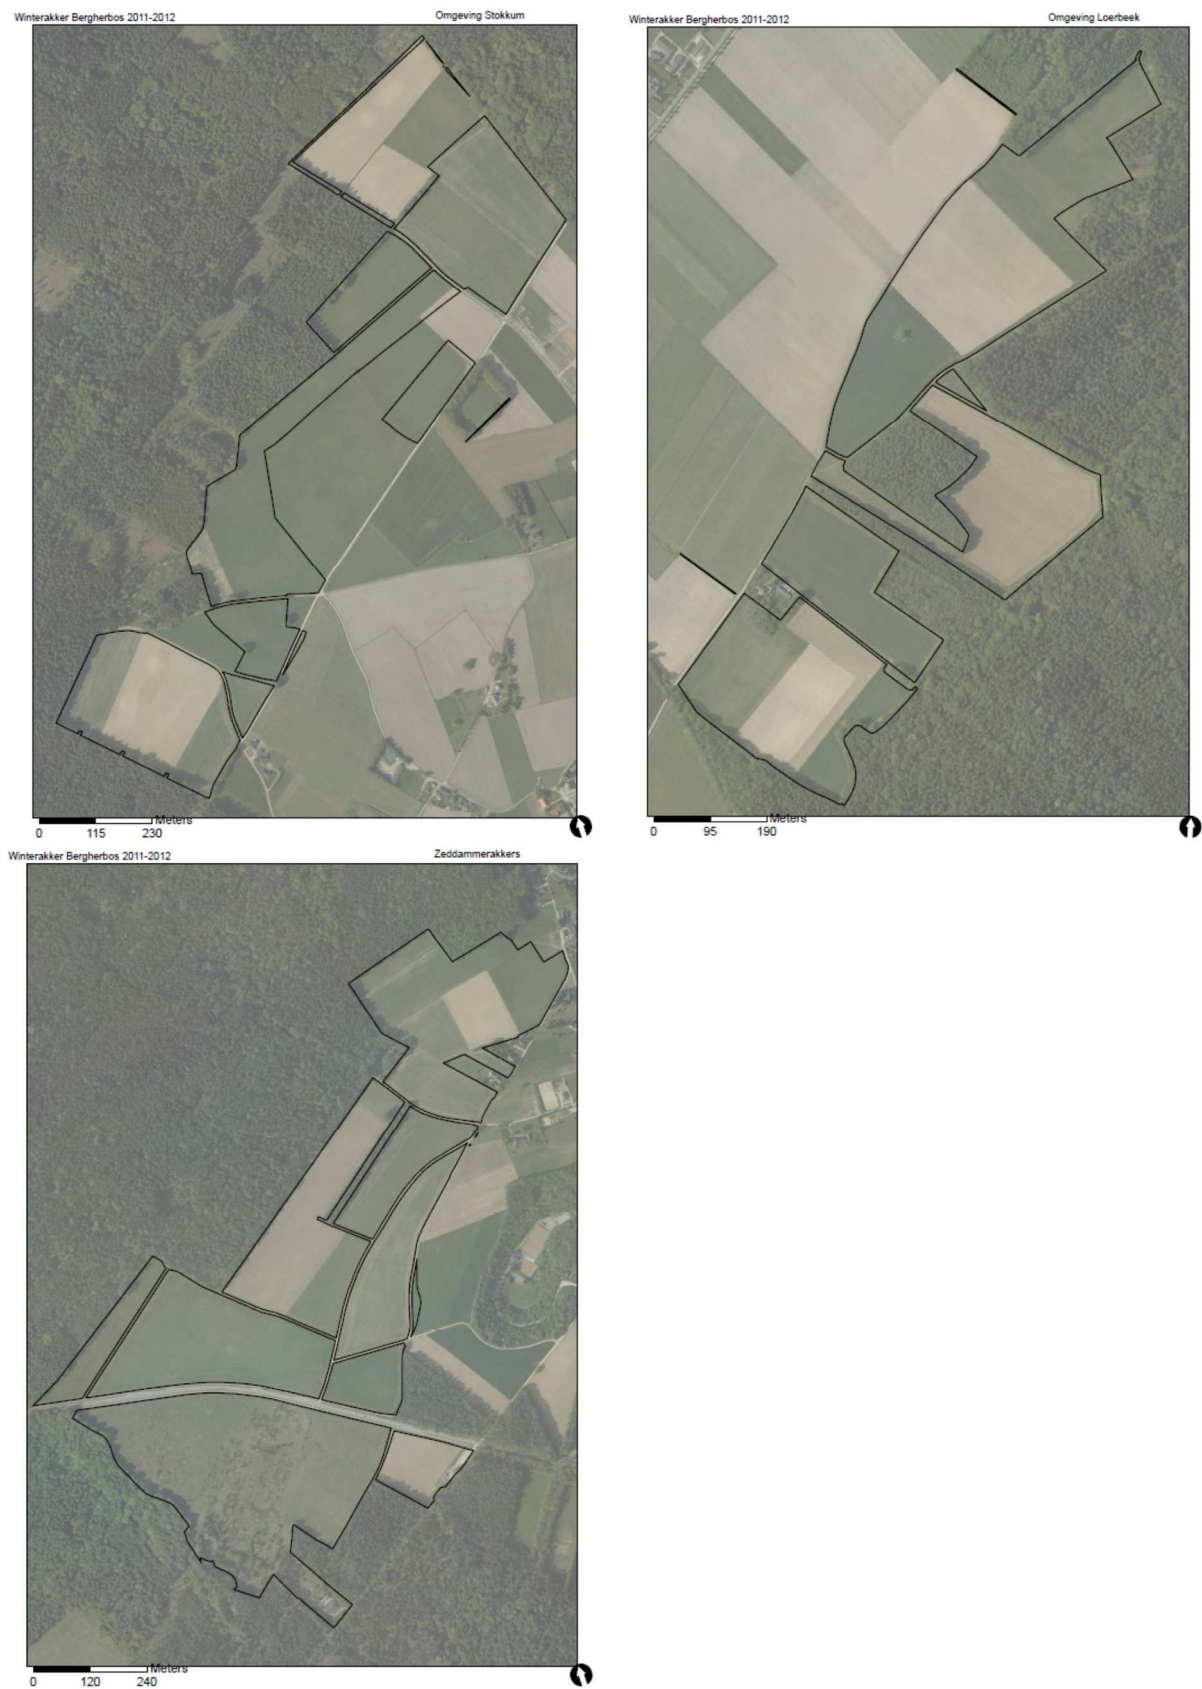 Winterakker Bergherbos 2011-2012 Omgeving Stokkum
Meters
0 115 230
Winterakker Bergherbos 2011-2012 Omgeving Loerbeek
Meters
0 95 190
Winterakker Bergherbos 2011-2012 Zeddammerakkers
Meters
0 120 240